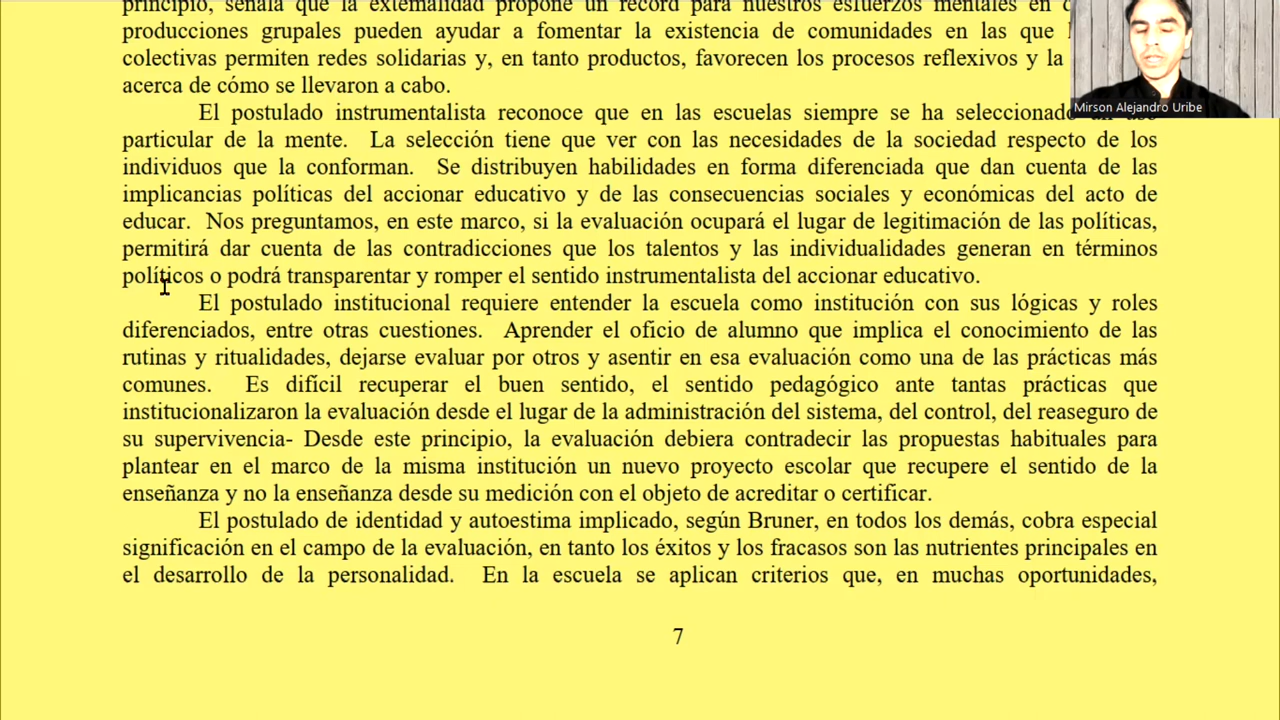 principio, señala que la externalidad propone un récord para nuestros esfuerzos mentales en
producciones grupales pueden ayudar a fomentar la existencia de comunidades en las que
colectivas permiten redes solidarias y, en tanto productos, favorecen los procesos reflexivos y la
acerca de cómo se llevaron a cabo.
Mirson Alejandro Uribe
El postulado instrumentalista reconoce que en las escuelas siempre se ha seleccionado un uso
particular de la mente. La selección tiene que ver con las necesidades de la sociedad respecto de los
individuos que la conforman. Se distribuyen habilidades en forma diferenciada que dan cuenta de las
implicancias políticas del accionar educativo y de las consecuencias sociales y económicas del acto de
educar. Nos preguntamos, en este marco, si la evaluación ocupará el lugar de legitimación de las políticas,
permitirá dar cuenta de las contradicciones que los talentos y las individualidades generan en términos
políticos o podrá transparentar y romper el sentido instrumentalista del accionar educativo.
El postulado institucional requiere entender la escuela como institución con sus lógicas y roles
diferenciados, entre otras cuestiones. Aprender el oficio de alumno que implica el conocimiento de las
rutinas y ritualidades, dejarse evaluar por otros y asentir en esa evaluación como una de las prácticas más
comunes. Es difícil recuperar el buen sentido, el sentido pedagógico ante tantas prácticas que
institucionalizaron la evaluación desde el lugar de la administración del sistema, del control, del reaseguro de
su supervivencia- Desde este principio, la evaluación debiera contradecir las propuestas habituales para
plantear en el marco de la misma institución un nuevo proyecto escolar que recupere el sentido de la
enseñanza y no la enseñanza desde su medición con el objeto de acreditar o certificar.
El postulado de identidad y autoestima implicado, según Bruner, en todos los demás, cobra especial
significación en el campo de la evaluación, en tanto los éxitos y los fracasos son las nutrientes principales en
el desarrollo de la personalidad. En la escuela se aplican criterios que, en muchas oportunidades,
7